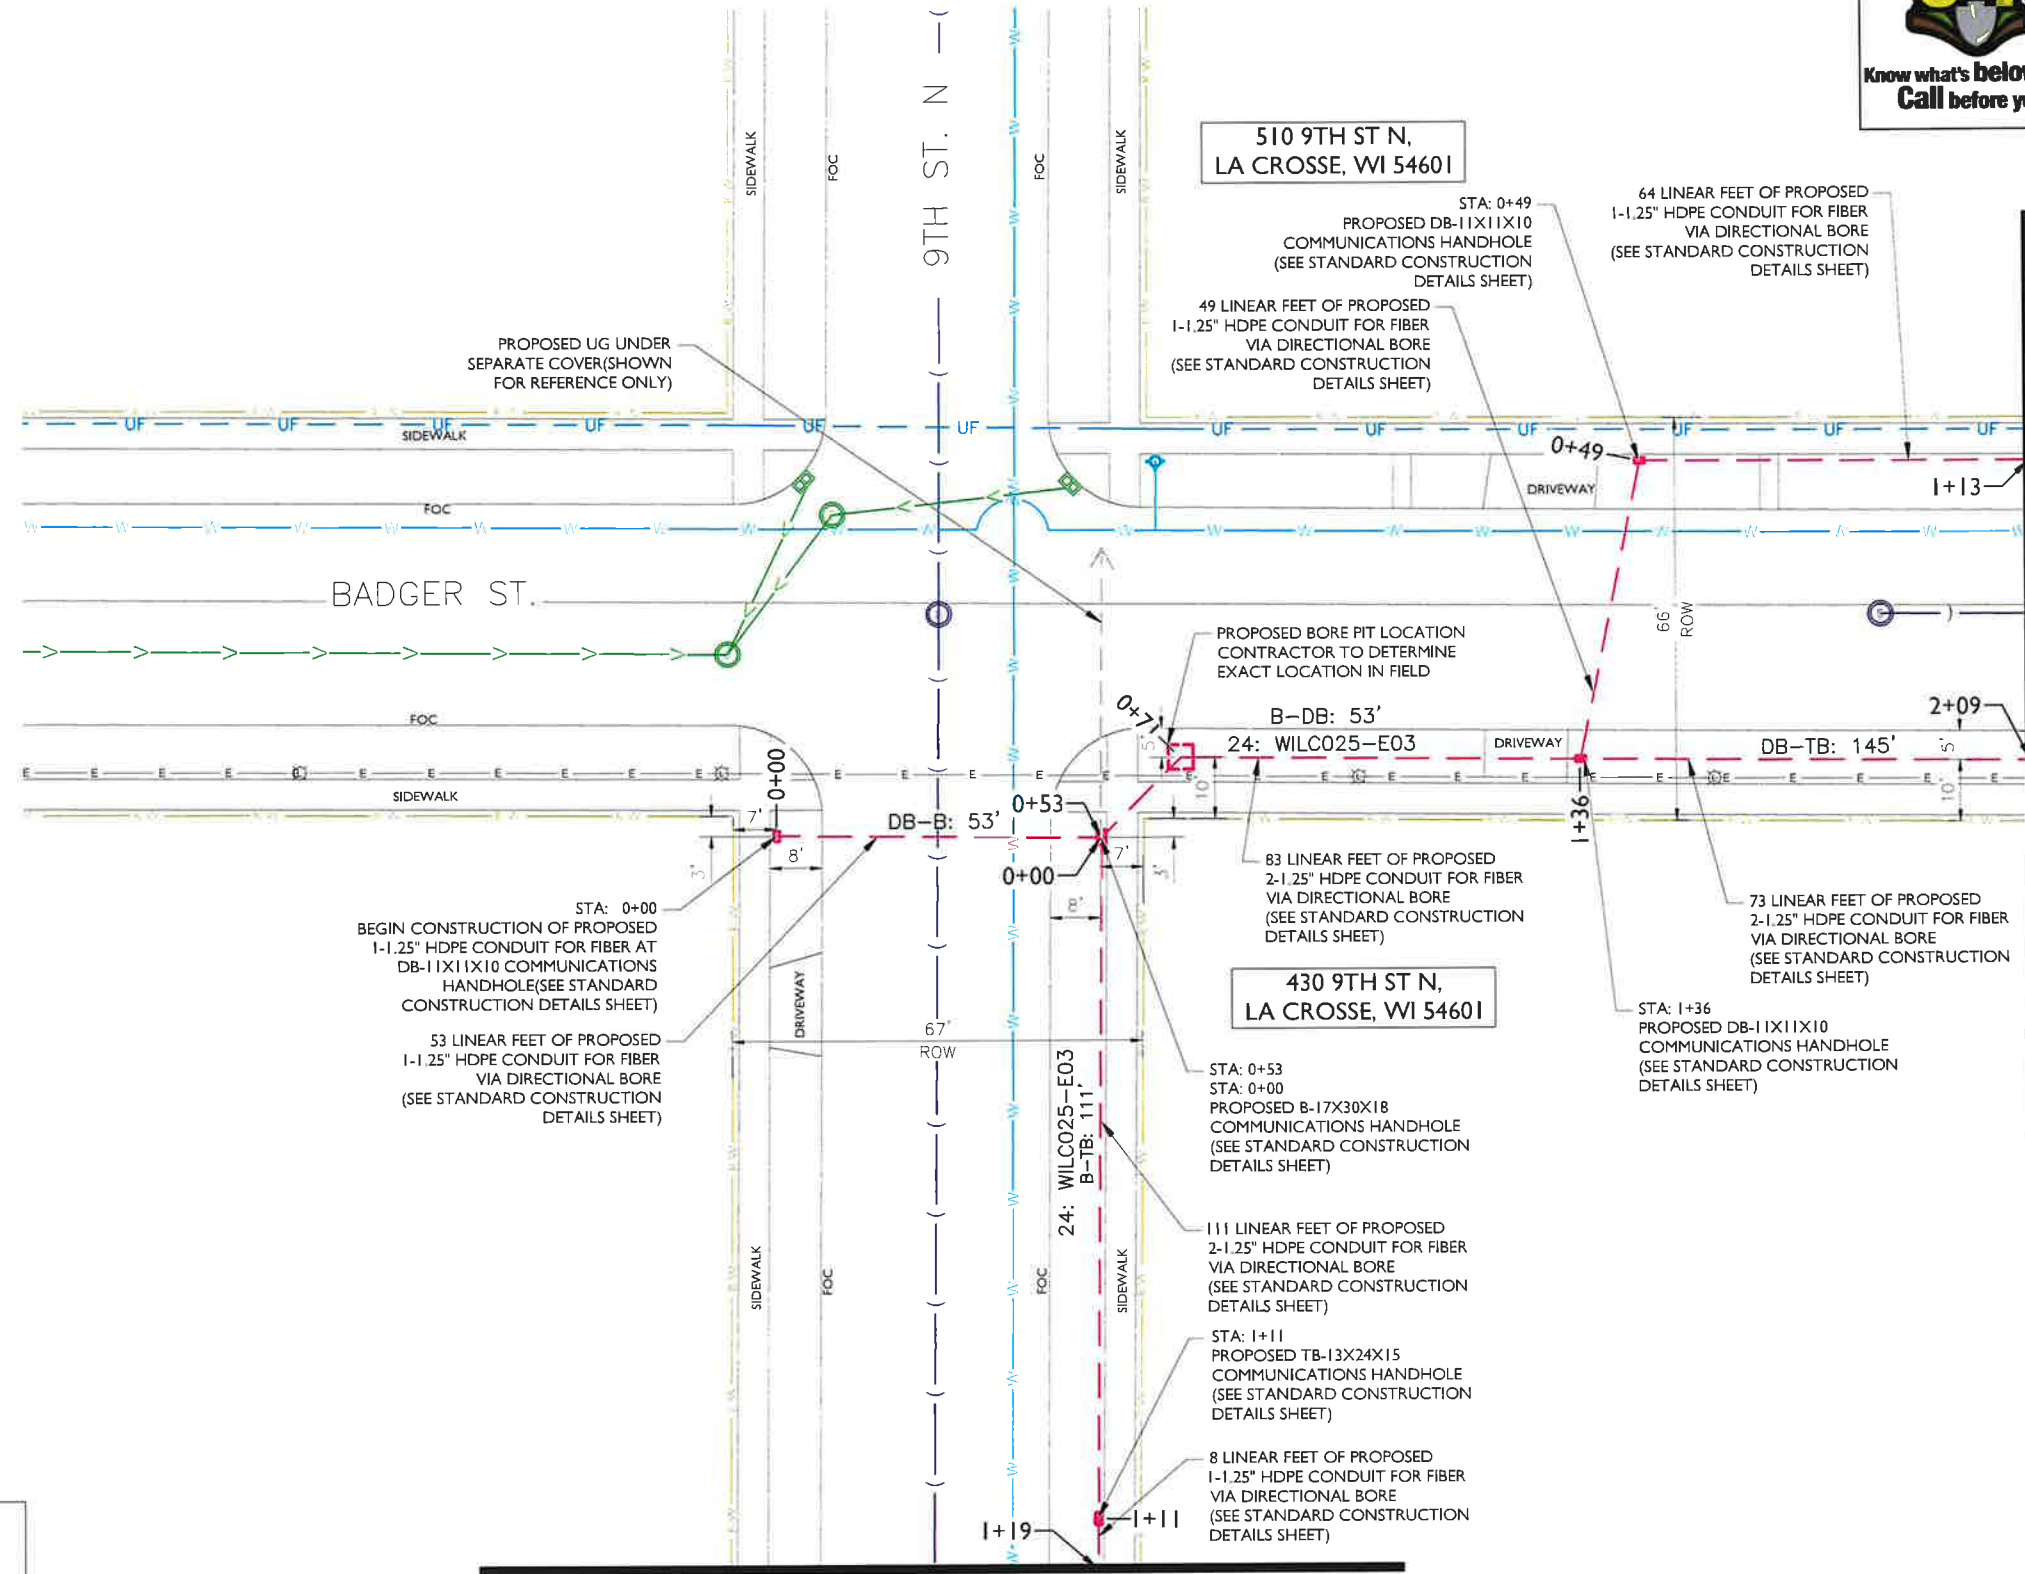 Know what's
Call before
510 9TH ST N,
LA CROSSE, WI 54601
9TH ST. N
SIDEWALK
FOC
FOC
SIDEWALK
STA: 0+49
PROPOSED DB-11X11X10
COMMUNICATIONS HANDHOLE
(SEE STANDARD CONSTRUCTION
DETAILS SHEET)
64 LINEAR FEET OF PROPOSED
1-1.25" HDPE CONDUIT FOR FIBER
VIA DIRECTIONAL BORE
(SEE STANDARD CONSTRUCTION
DETAILS SHEET)
49 LINEAR FEET OF PROPOSED
1-1.25" HDPE CONDUIT FOR FIBER
VIA DIRECTIONAL BORE
(SEE STANDARD CONSTRUCTION
DETAILS SHEET)
PROPOSED UG UNDER
SEPARATE COVER(SHOWN
FOR REFERENCE ONLY)
UF UF UF UF UF UF UF UF UF UF UF UF
SIDEWALK
0+49
DRIVEWAY
1+13
FOC
BADGER ST.
66'
ROW
PROPOSED BORE PIT LOCATION
CONTRACTOR TO DETERMINE
EXACT LOCATION IN FIELD
0+71
5'
B-DB: 53'
2+09
FOC
24: WILC025-E03
DRIVEWAY
DB-TB: 145'
5'
0+00
E E E E E E E E E E E E
SIDEWALK
10'
10'
7'
DB-B: 53'
0+53
1+36
3'
8'
0+00
7'
3'
8'
83 LINEAR FEET OF PROPOSED
2-1.25" HDPE CONDUIT FOR FIBER
VIA DIRECTIONAL BORE
(SEE STANDARD CONSTRUCTION
DETAILS SHEET)
73 LINEAR FEET OF PROPOSED
2-1.25" HDPE CONDUIT FOR FIBER
VIA DIRECTIONAL BORE
(SEE STANDARD CONSTRUCTION
DETAILS SHEET)
STA: 0+00
BEGIN CONSTRUCTION OF PROPOSED
1-1.25" HDPE CONDUIT FOR FIBER AT
DB-11X11X10 COMMUNICATIONS
HANDHOLE(SEE STANDARD
CONSTRUCTION DETAILS SHEET)
430 9TH ST N,
LA CROSSE, WI 54601
DRIVEWAY
67'
ROW
53 LINEAR FEET OF PROPOSED
1-1.25" HDPE CONDUIT FOR FIBER
VIA DIRECTIONAL BORE
(SEE STANDARD CONSTRUCTION
DETAILS SHEET)
STA: 1+36
PROPOSED DB-11X11X10
COMMUNICATIONS HANDHOLE
(SEE STANDARD CONSTRUCTION
DETAILS SHEET)
24: WILC025-E03
B-TB: 111'
STA: 0+53
STA: 0+00
PROPOSED B-17X30X18
COMMUNICATIONS HANDHOLE
(SEE STANDARD CONSTRUCTION
DETAILS SHEET)
SIDEWALK
FOC
FOC
SIDEWALK
111 LINEAR FEET OF PROPOSED
2-1.25" HDPE CONDUIT FOR FIBER
VIA DIRECTIONAL BORE
(SEE STANDARD CONSTRUCTION
DETAILS SHEET)
STA: 1+11
PROPOSED TB-13X24X15
COMMUNICATIONS HANDHOLE
(SEE STANDARD CONSTRUCTION
DETAILS SHEET)
8 LINEAR FEET OF PROPOSED
1-1.25" HDPE CONDUIT FOR FIBER
VIA DIRECTIONAL BORE
(SEE STANDARD CONSTRUCTION
DETAILS SHEET)
1+11
1+19